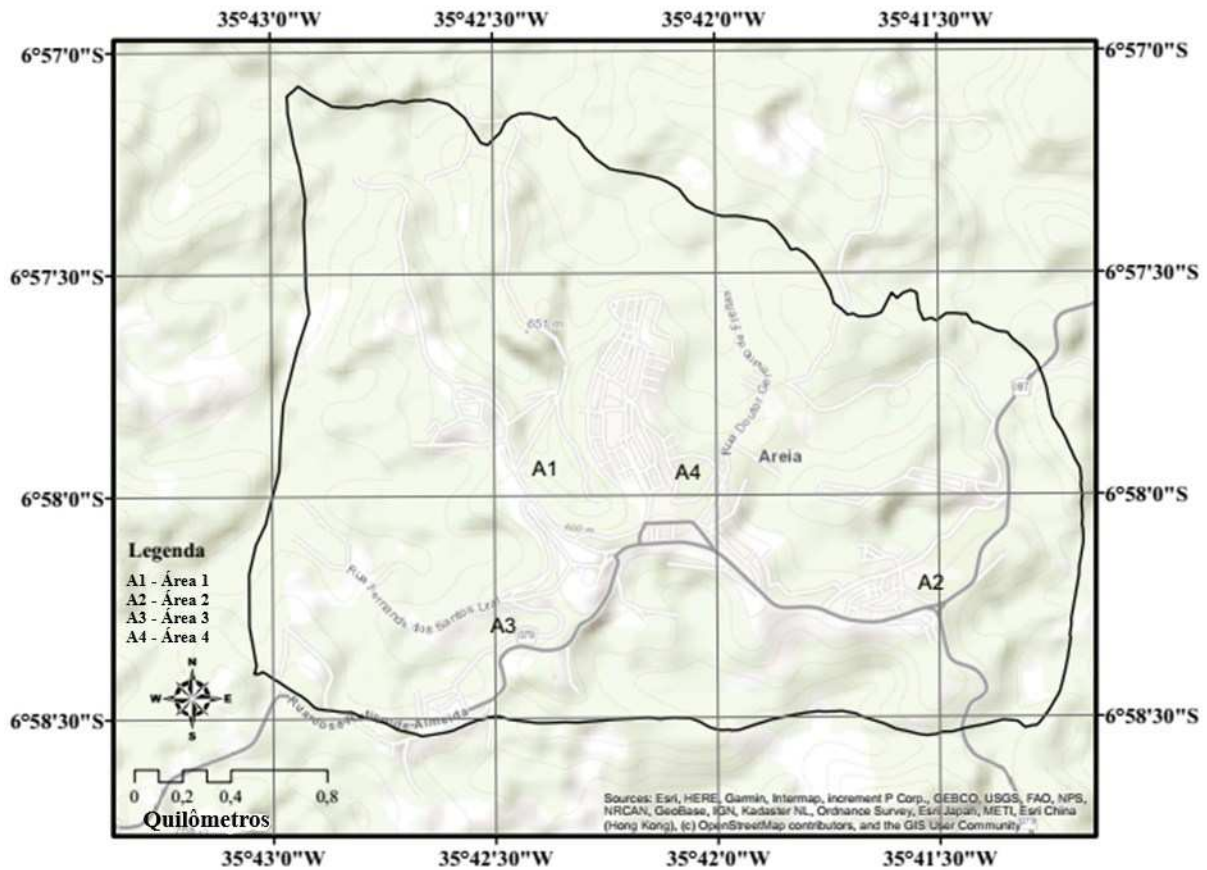 35°43'0"W 35°42'30"W 35°42'0"W 35°41'30"W
6°57'0"S 6°57'0"S
6°57'30"S 6°57'30"S
651 m
Areia
A1 A4
6°58'0"S 6°58'0"S
600 m
Legenda
A1 - Área 1
A2 - Área 2
A3 - Área 3
A4 - Área 4
A2
A3
079
087
N
W E
S
6°58'30"S 6°58'30"S
0 0,2 0,4 0,8
Quilômetros
Sources: Esri, HERE, Garmin, Intermap, increment P Corp., GEBCO, USGS, FAO, NPS,
NRCAN, GeoBase, IGN, Kadaster NL, Ordnance Survey, Esri Japan, METI, Esri China
(Hong Kong), (c) OpenStreetMap contributors, and the GIS User Community
35°43'0"W 35°42'30"W 35°42'0"W 35°41'30"W